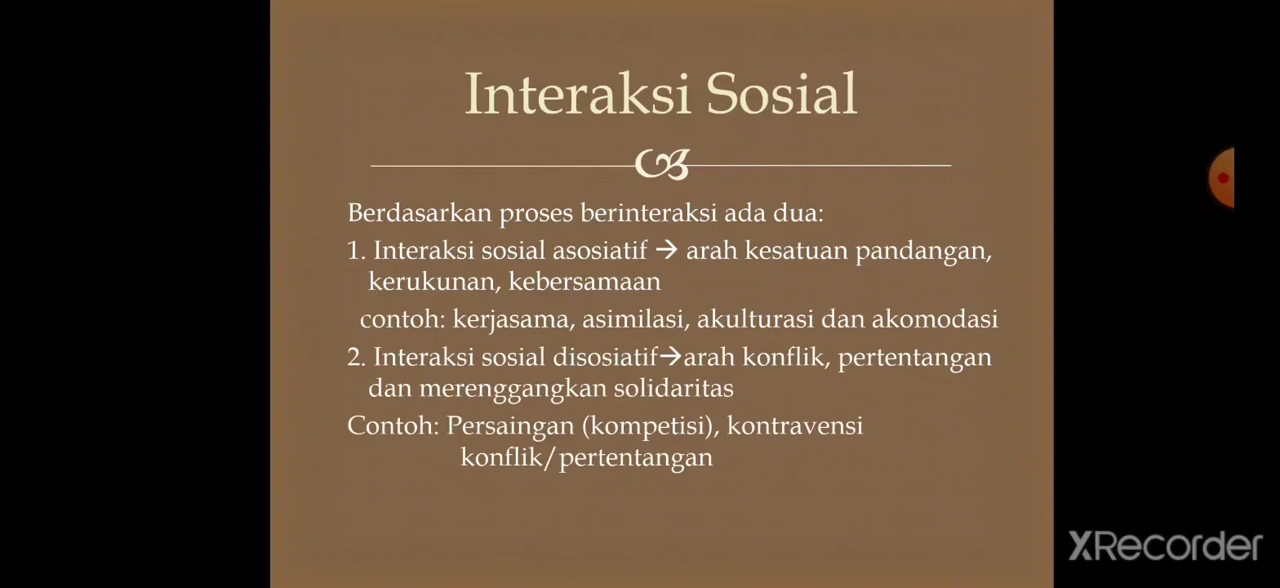 Interaksi Sosial
Berdasarkan proses berinteraksi ada dua:
1. Interaksi sosial asosiatif → arah kesatuan pandangan,
kerukunan, kebersamaan
contoh: kerjasama, asimilasi, akulturasi dan akomodasi
2. Interaksi sosial disosiatif→arah konflik, pertentangan
dan merenggangkan solidaritas
Contoh: Persaingan (kompetisi), kontravensi
konflik/pertentangan
XRecorder